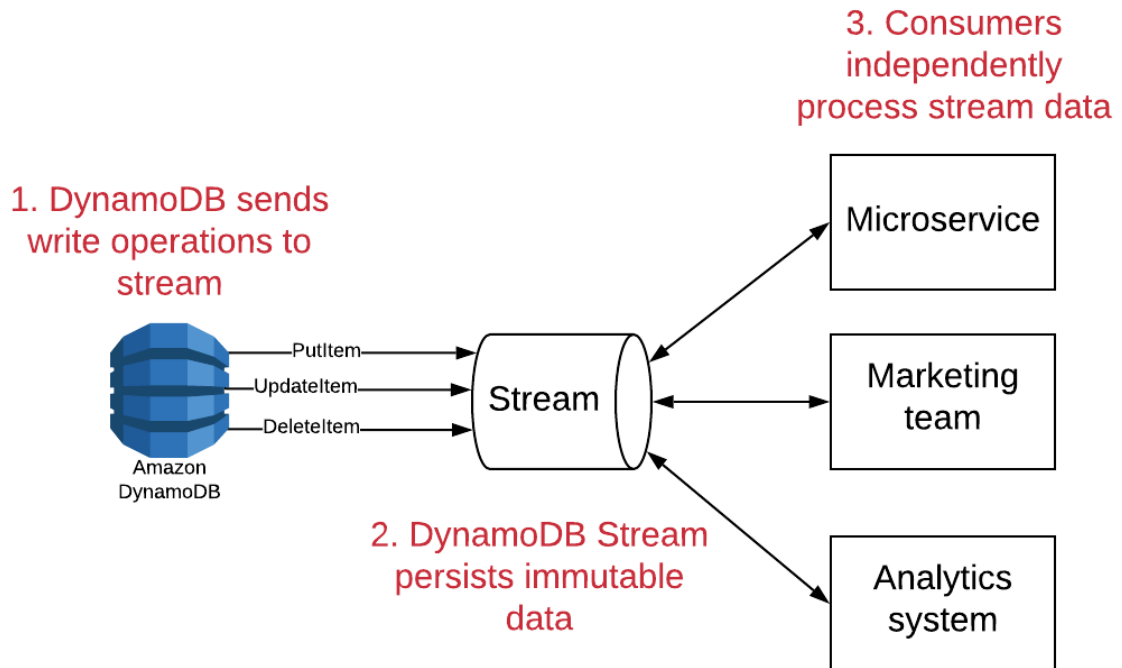 3. Consumers
independently
process stream data
1. DynamoDB sends
write operations to
stream
Microservice
PutItem
UpdateItem
DeleteItem
Stream
Marketing
team
Amazon
DynamoDB
2. DynamoDB Stream
persists immutable
data
Analytics
system